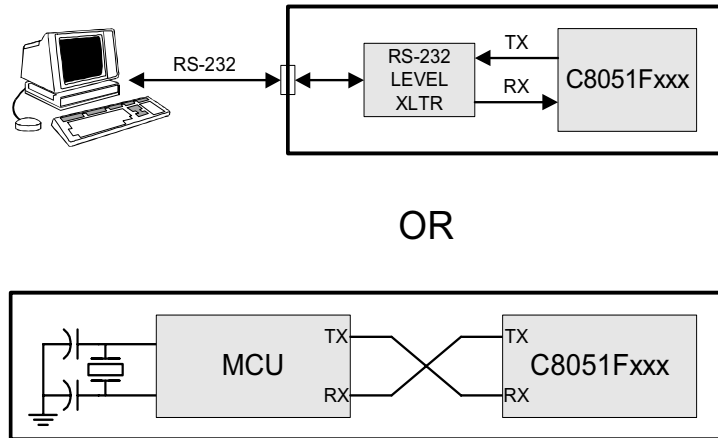 RS-232
RS-232
LEVEL
XLTR
TX
RX
C8051Fxxx
OR
MCU
TX
RX
TX
RX
C8051Fxxx